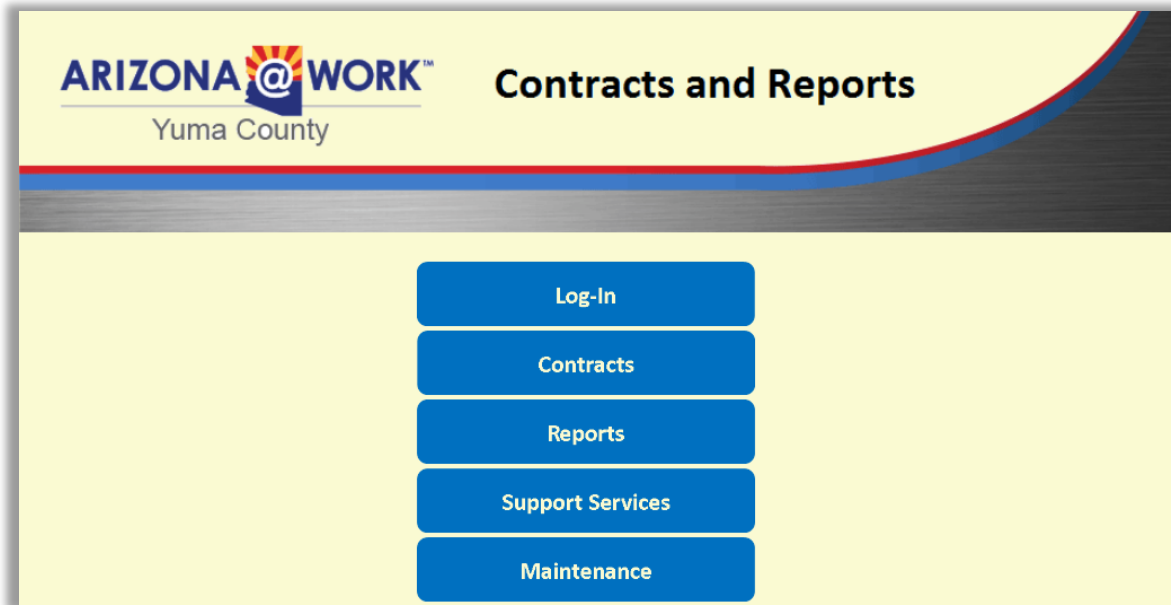 ARIZONA @ WORK™
Yuma County
Contracts and Reports
Log-In
Contracts
Reports
Support Services
Maintenance